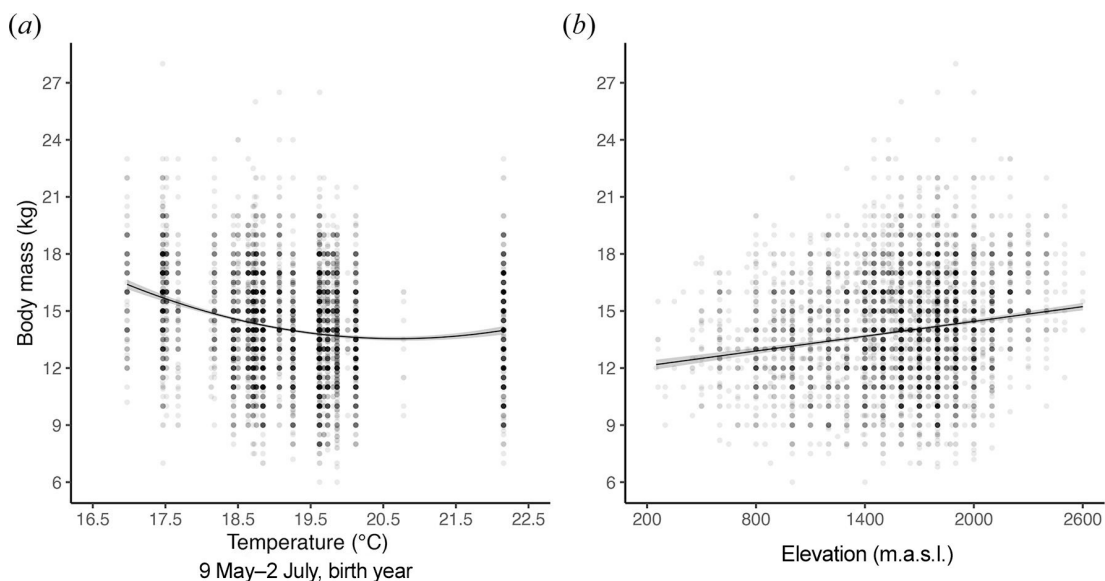 (a)
27
24
21
18
15
12
9
6
Body mass (kg)
16.5 17.5 18.5 19.5 20.5 21.5 22.5
Temperature (°C)
9 May–2 July, birth year
(b)
27
24
21
18
15
12
9
6
200 800 1400 2000 2600
Elevation (m.a.s.l.)